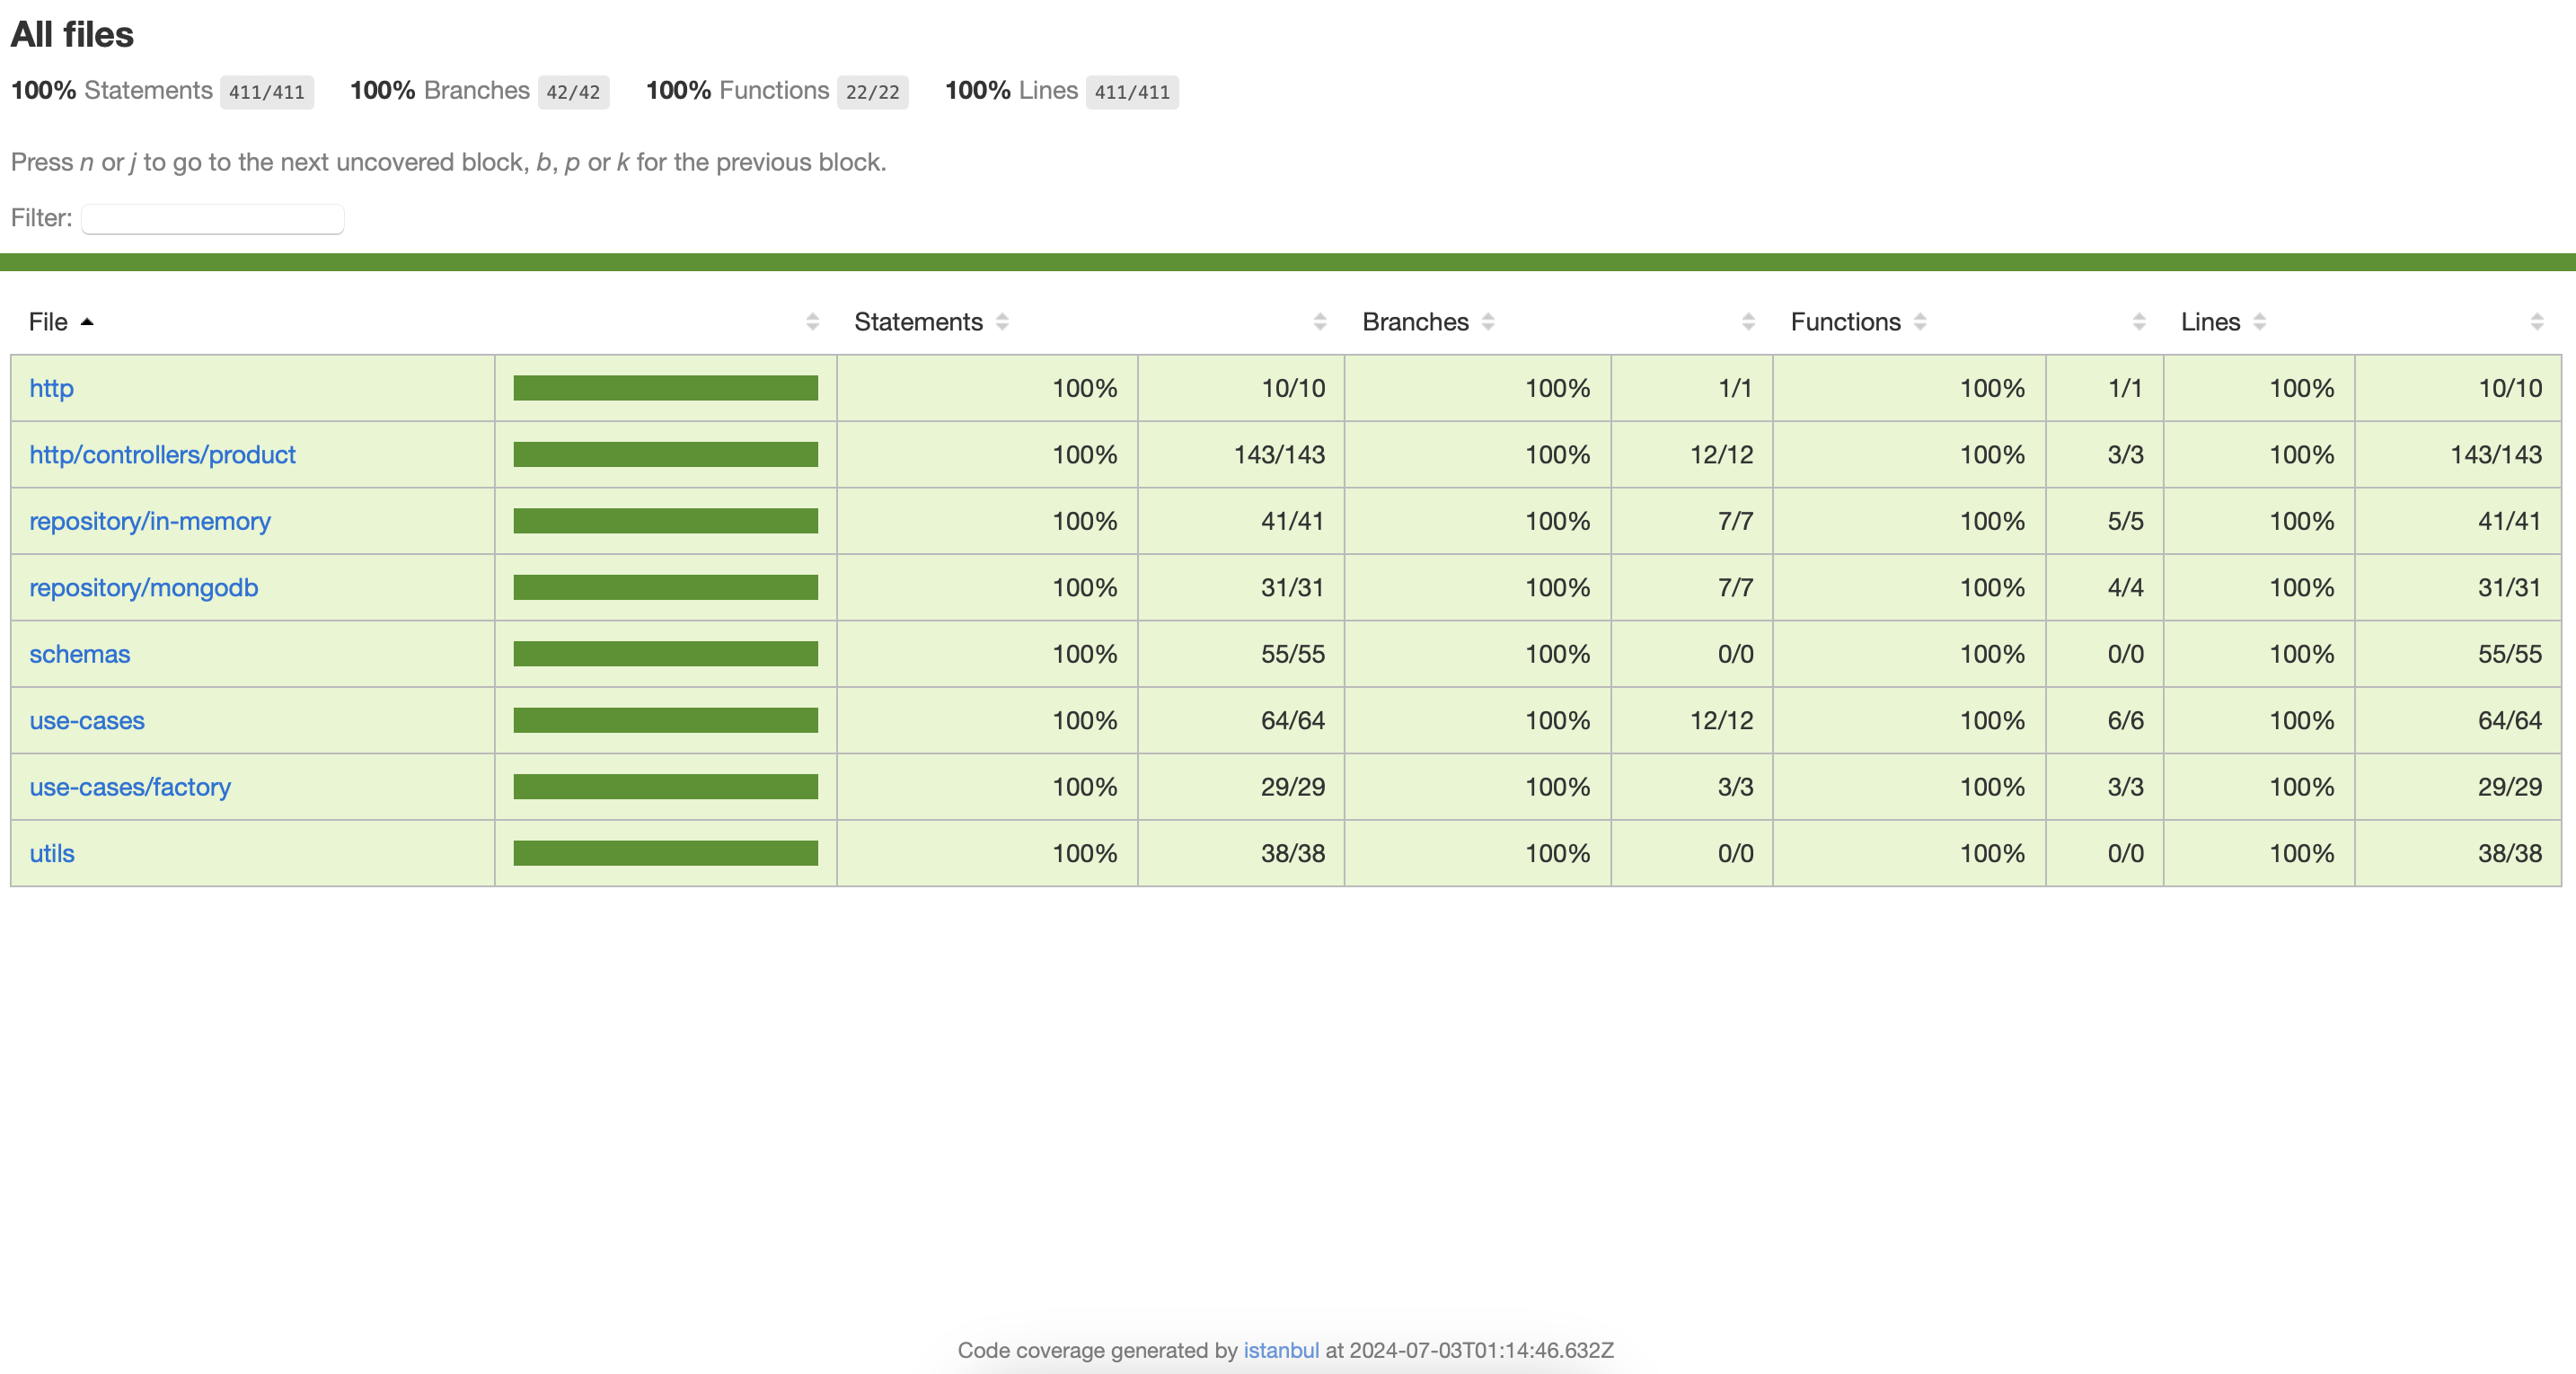 All files
100% Statements 411/411 100% Branches 42/42 100% Functions 22/22 100% Lines 411/411
Press n or j to go to the next uncovered block, b, p or k for the previous block.
Filter:
File Statements Branches Functions Lines
http 100% 10/10 100% 1/1 100% 1/1 100% 10/10
http/controllers/product 100% 143/143 100% 12/12 100% 3/3 100% 143/143
repository/in-memory 100% 41/41 100% 7/7 100% 5/5 100% 41/41
repository/mongodb 100% 31/31 100% 7/7 100% 4/4 100% 31/31
schemas 100% 55/55 100% 0/0 100% 0/0 100% 55/55
use-cases 100% 64/64 100% 12/12 100% 6/6 100% 64/64
use-cases/factory 100% 29/29 100% 3/3 100% 3/3 100% 29/29
utils 100% 38/38 100% 0/0 100% 0/0 100% 38/38
Code coverage generated by istanbul at 2024-07-03T01:14:46.632Z